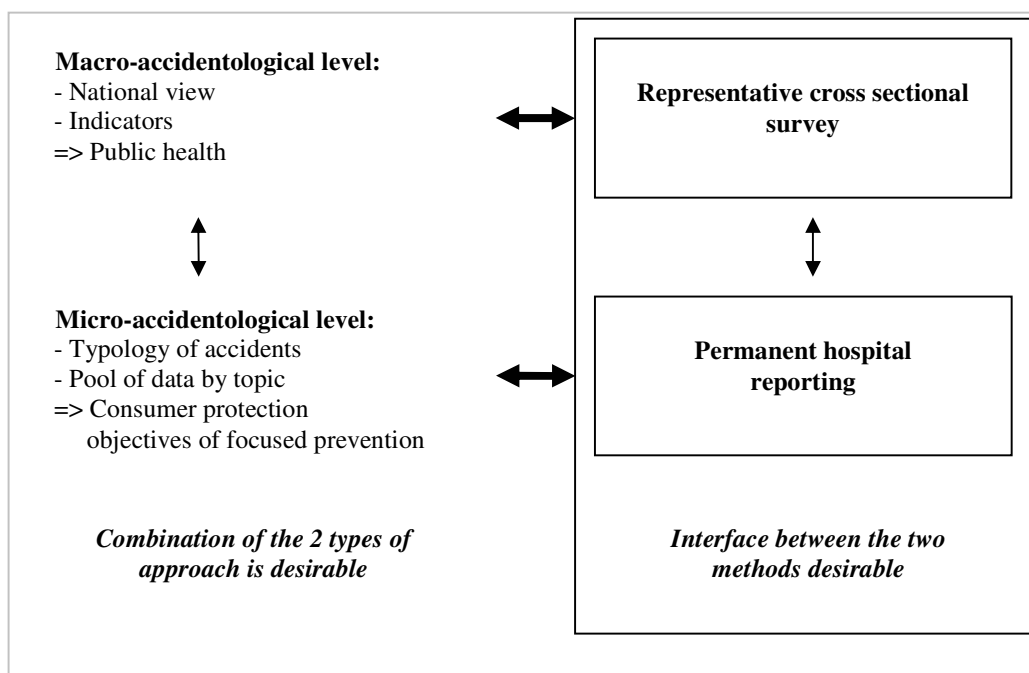 Macro-accidentological level:
- National view
- Indicators
=> Public health
Representative cross sectional
survey
Micro-accidentological level:
- Typology of accidents
- Pool of data by topic
=> Consumer protection
objectives of focused prevention
Permanent hospital
reporting
Combination of the 2 types of
approach is desirable
Interface between the two
methods desirable